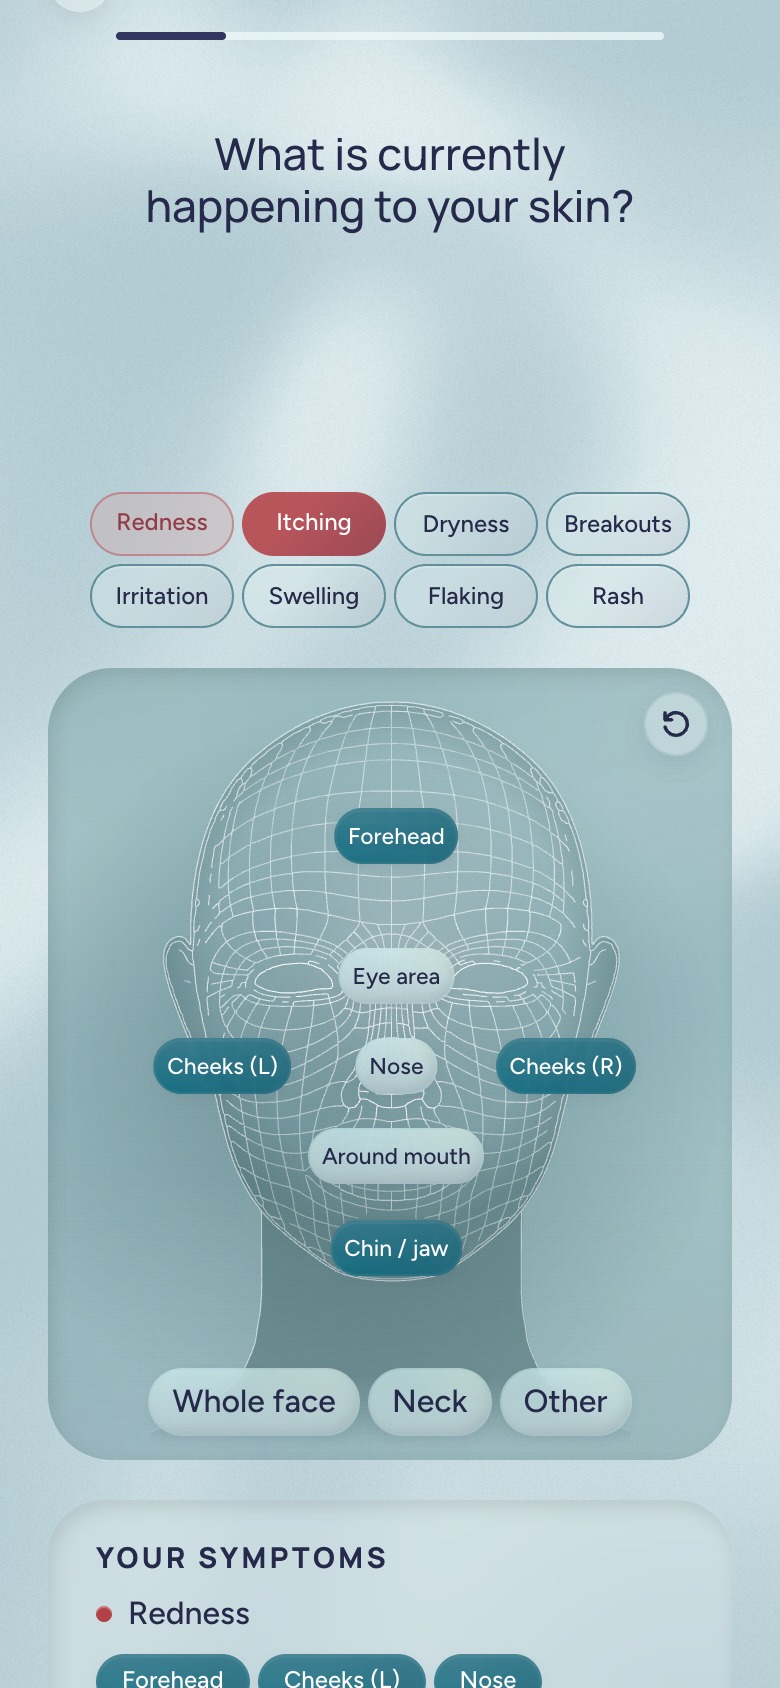 What is currently
happening to your skin?
Redness Itching Dryness Breakouts
Irritation Swelling Flaking Rash
Forehead
Eye area
Cheeks (L) Nose Cheeks (R)
Around mouth
Chin / jaw
Whole face Neck Other
YOUR SYMPTOMS
Redness
Forehead Cheeks (L) Nose